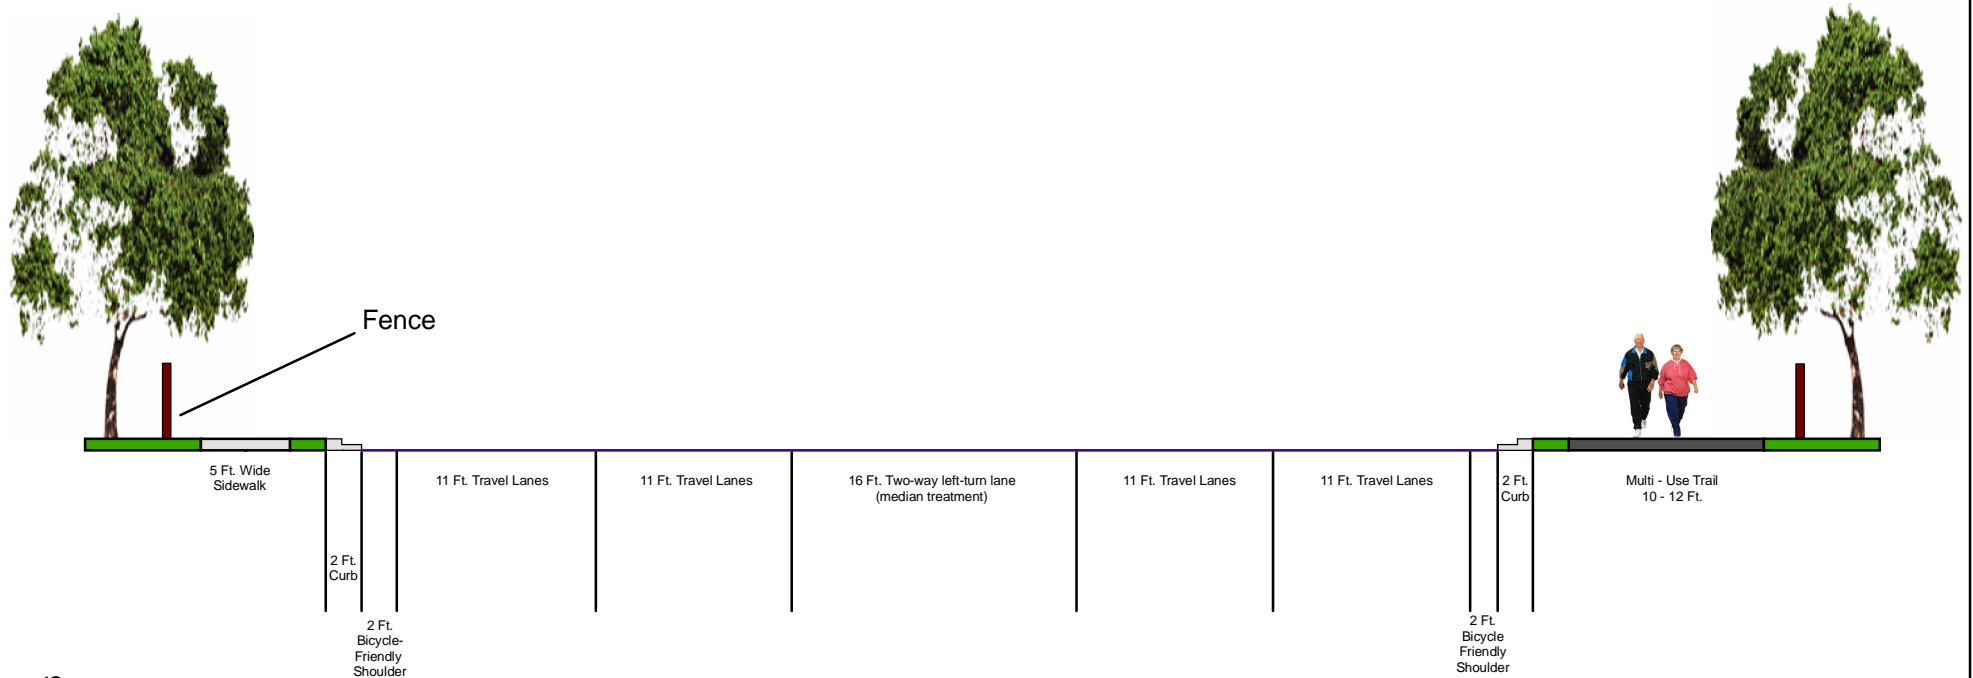 Fence
5 Ft. Wide
Sidewalk
2 Ft.
Curb
2 Ft.
Bicycle-
Friendly
Shoulder
11 Ft. Travel Lanes
11 Ft. Travel Lanes
16 Ft. Two-way left-turn lane
(median treatment)
11 Ft. Travel Lanes
11 Ft. Travel Lanes
2 Ft.
Bicycle
Friendly
Shoulder
2 Ft.
Curb
Multi - Use Trail
10 - 12 Ft.